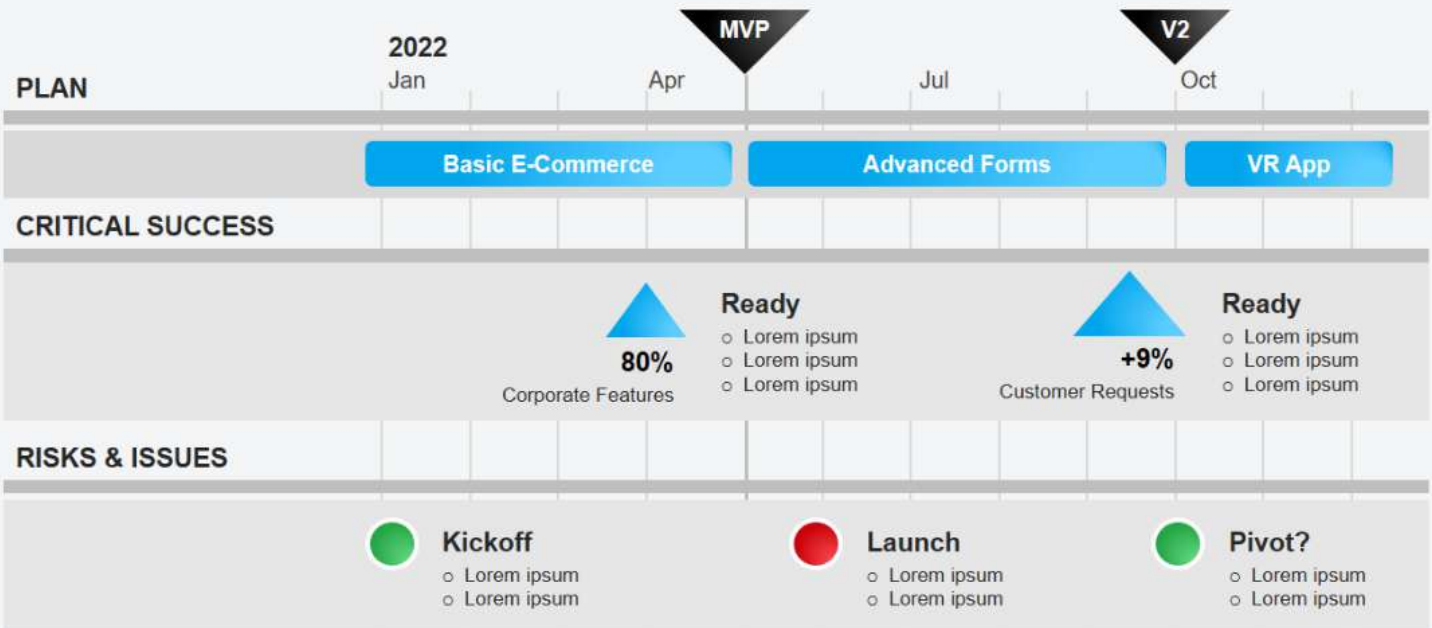 MVP
V2
2022
PLAN
Jan
Apr
Jul
Oct
Basic E-Commerce
Advanced Forms
VR App
CRITICAL SUCCESS
80%
Corporate Features
Ready
o Lorem ipsum
o Lorem ipsum
o Lorem ipsum
+9%
Customer Requests
Ready
o Lorem ipsum
o Lorem ipsum
o Lorem ipsum
RISKS & ISSUES
Kickoff
o Lorem ipsum
o Lorem ipsum
Launch
o Lorem ipsum
o Lorem ipsum
Pivot?
o Lorem ipsum
o Lorem ipsum